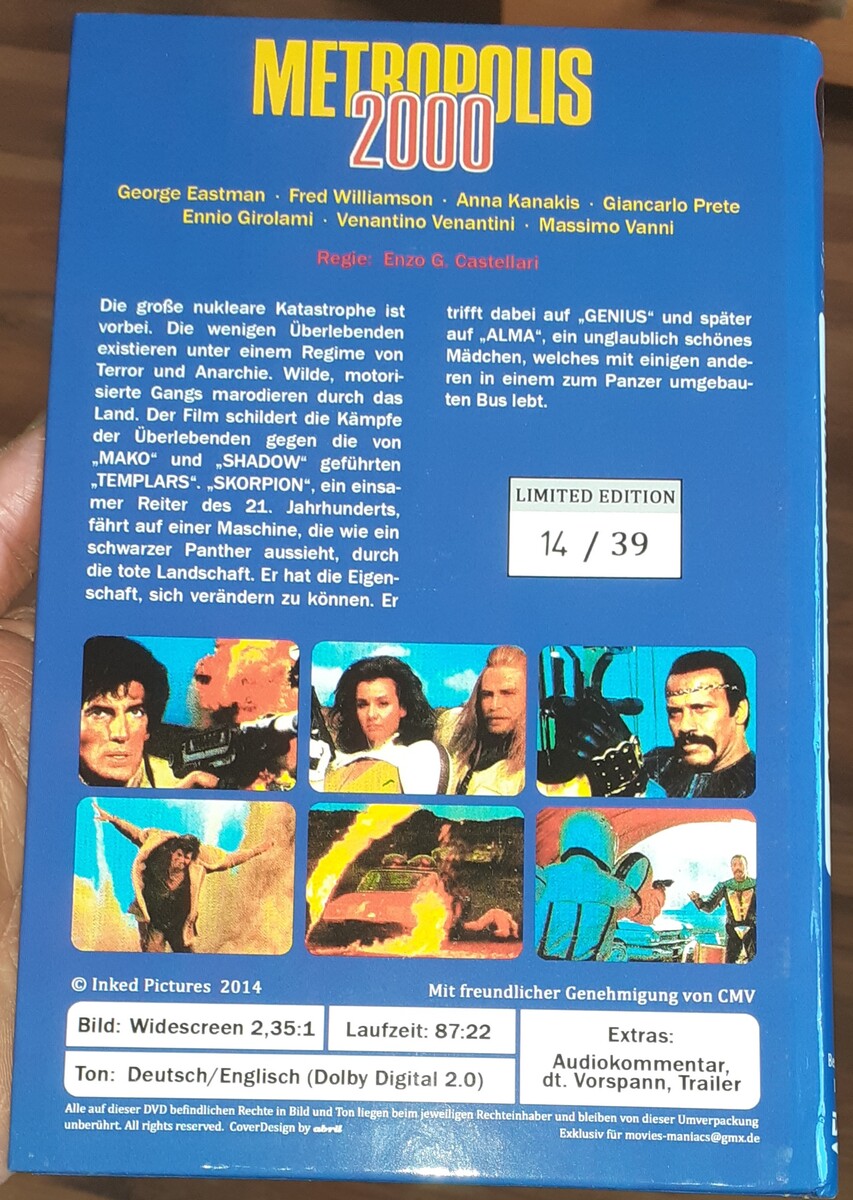 METROPOLIS
2000
George Eastman · Fred Williamson · Anna Kanakis · Giancarlo Prete
Ennio Girolami · Venantino Venantini · Massimo Vanni
Regie: Enzo G. Castellari
Die große nukleare Katastrophe ist
vorbei. Die wenigen Überlebenden
existieren unter einem Regime von
Terror und Anarchie. Wilde, motori-
sierte Gangs marodieren durch das
Land. Der Film schildert die Kämpfe
der Überlebenden gegen die von
„MAKO“ und „SHADOW“ geführten
„TEMPLARS“. „SKORPION“, ein einsa-
mer Reiter des 21. Jahrhunderts,
fährt auf einer Maschine, die wie ein
schwarzer Panther aussieht, durch
die tote Landschaft. Er hat die Eigen-
schaft, sich verändern zu können. Er
trifft dabei auf „GENIUS“ und später
auf „ALMA“, ein unglaublich schönes
Mädchen, welches mit einigen ande-
ren in einem zum Panzer umgebau-
ten Bus lebt.
LIMITED EDITION
14 / 39
© Inked Pictures 2014
Mit freundlicher Genehmigung von CMV
Bild: Widescreen 2,35:1
Laufzeit: 87:22
Ton: Deutsch/Englisch (Dolby Digital 2.0)
Extras:
Audiokommentar,
dt. Vorspann, Trailer
Alle auf dieser DVD befindlichen Rechte in Bild und Ton liegen beim jeweiligen Rechteinhaber und bleiben von dieser Umverpackung
unberührt. All rights reserved. CoverDesign by abril
Exklusiv für movies-maniacs@gmx.de